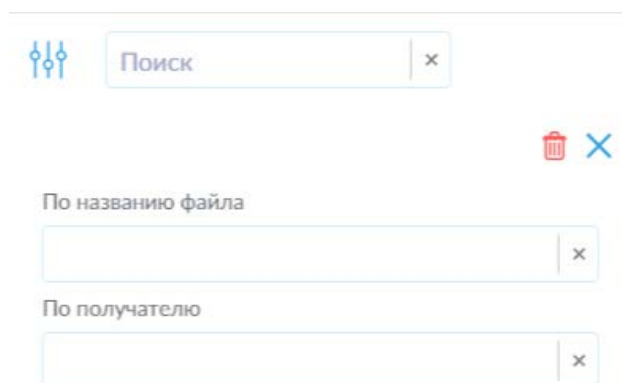 Поиск
По названию файла
По получателю